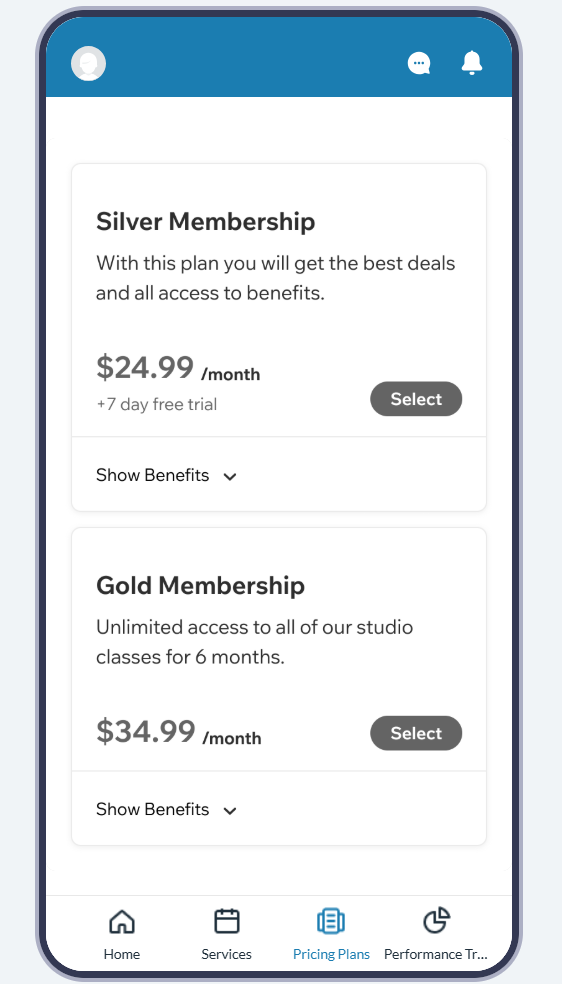 Silver Membership
With this plan you will get the best deals
and all access to benefits.
$24.99 /month
+7 day free trial
Select
Show Benefits
Gold Membership
Unlimited access to all of our studio
classes for 6 months.
$34.99 /month
Select
Show Benefits
Home
Services
Pricing Plans
Performance Tr...